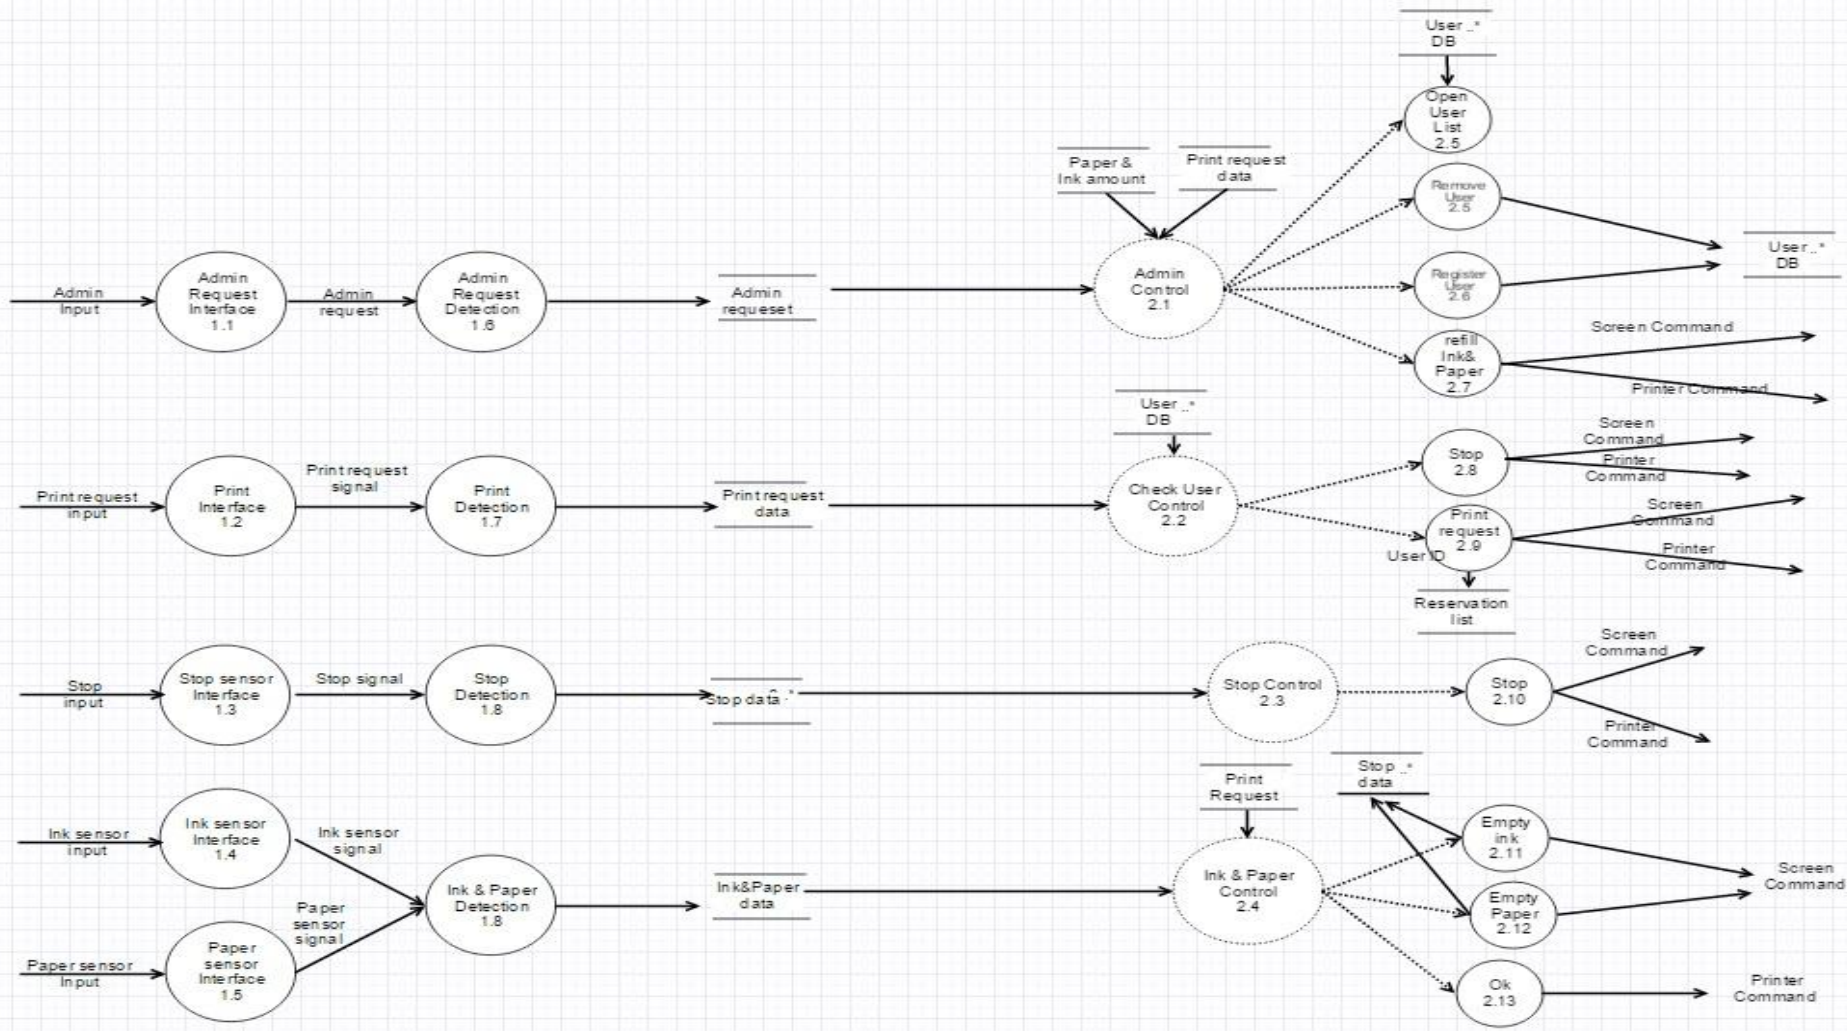 User ..*
DB
Open
User
List
2.5
Paper &
Ink amount
Print request
data
Remove
User
2.5
Admin
Input
Admin
Request
Interface
1.1
Admin
request
Admin
Request
Detection
1.6
Admin
requeset
Admin
Control
2.1
Register
User
2.6
User ..*
DB
refill
Ink&
Paper
2.7
Screen Command
Printer Command
User ..*
DB
Print request
input
Print
Interface
1.2
Print request
signal
Print
Detection
1.7
Print request
data
Check User
Control
2.2
Stop
2.8
Screen
Command
Printer
Command
Print
request
2.9
User ID
Screen
Command
Printer
Command
Reservation
list
Stop
input
Stop sensor
Interface
1.3
Stop signal
Stop
Detection
1.8
Stop data ..*
Stop Control
2.3
Stop
2.10
Screen
Command
Printer
Command
Print
Request
Stop ..*
data
Ink sensor
input
Ink sensor
Interface
1.4
Ink sensor
signal
Paper sensor
Input
Paper
sensor
Interface
1.5
Paper
sensor
signal
Ink & Paper
Detection
1.8
Ink&Paper
data
Ink & Paper
Control
2.4
Empty
ink
2.11
Empty
Paper
2.12
Screen
Command
Ok
2.13
Printer
Command